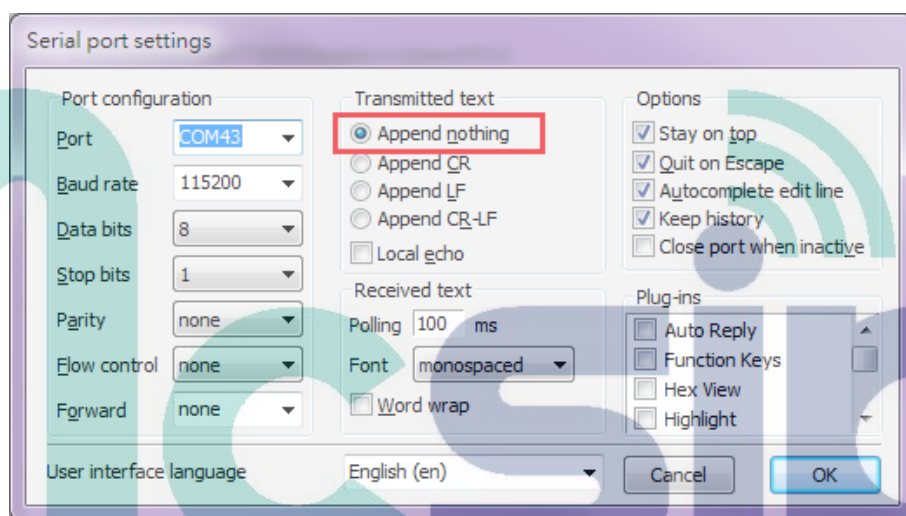 Serial port settings
Port configuration
Port COM43
Baud rate 115200
Data bits 8
Stop bits 1
Parity none
Flow control none
Forward none
Transmitted text
Append nothing
Append CR
Append LF
Append CR-LF
Local echo
Received text
Polling 100 ms
Font monospaced
Word wrap
Options
Stay on top
Quit on Escape
Autocomplete edit line
Keep history
Close port when inactive
Plug-ins
Auto Reply
Function Keys
Hex View
Highlight
User interface language English (en)
Cancel OK